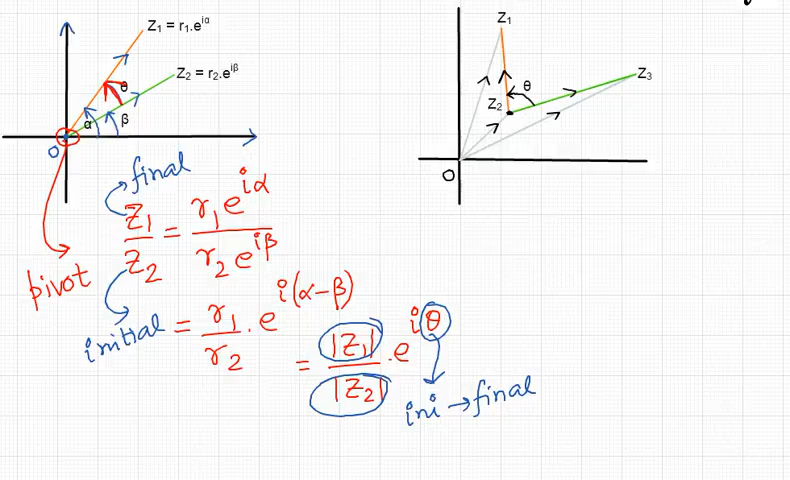 Z₁ = r₁.e^{iα}
Z₂ = r₂.e^{iβ}
θ
α
β
O
Z₁
Z₂
Z₃
θ
O
final
Z₁/Z₂ = r₁e^{iα}/r₂e^{iβ}
pivot
initial
= r₁/r₂ . e^{i(α-β)}
= |Z₁|/|Z₂| . e^{iθ}
ini → final